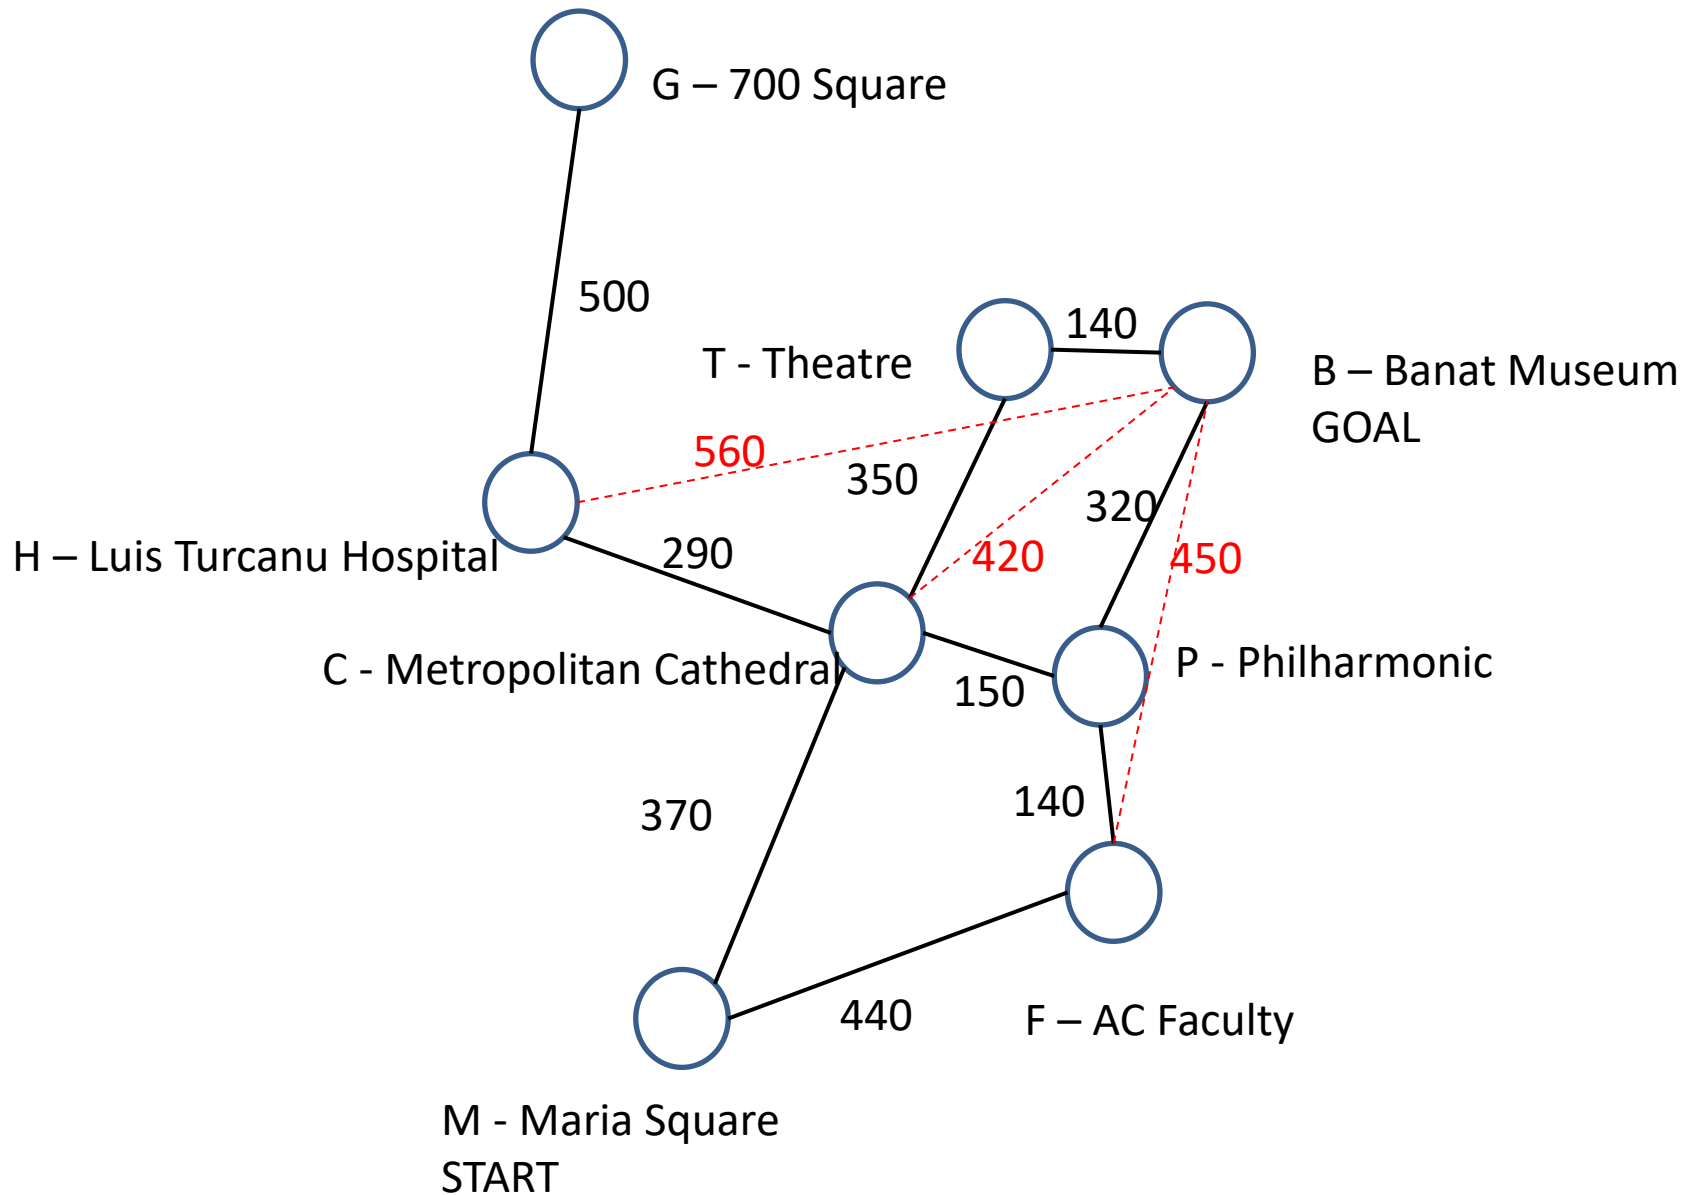 G – 700 Square
500
140
T - Theatre
B – Banat Museum
GOAL
560
350
320
420
450
290
H – Luis Turcanu Hospital
C - Metropolitan Cathedral
P - Philharmonic
150
140
370
440
F – AC Faculty
M - Maria Square
START